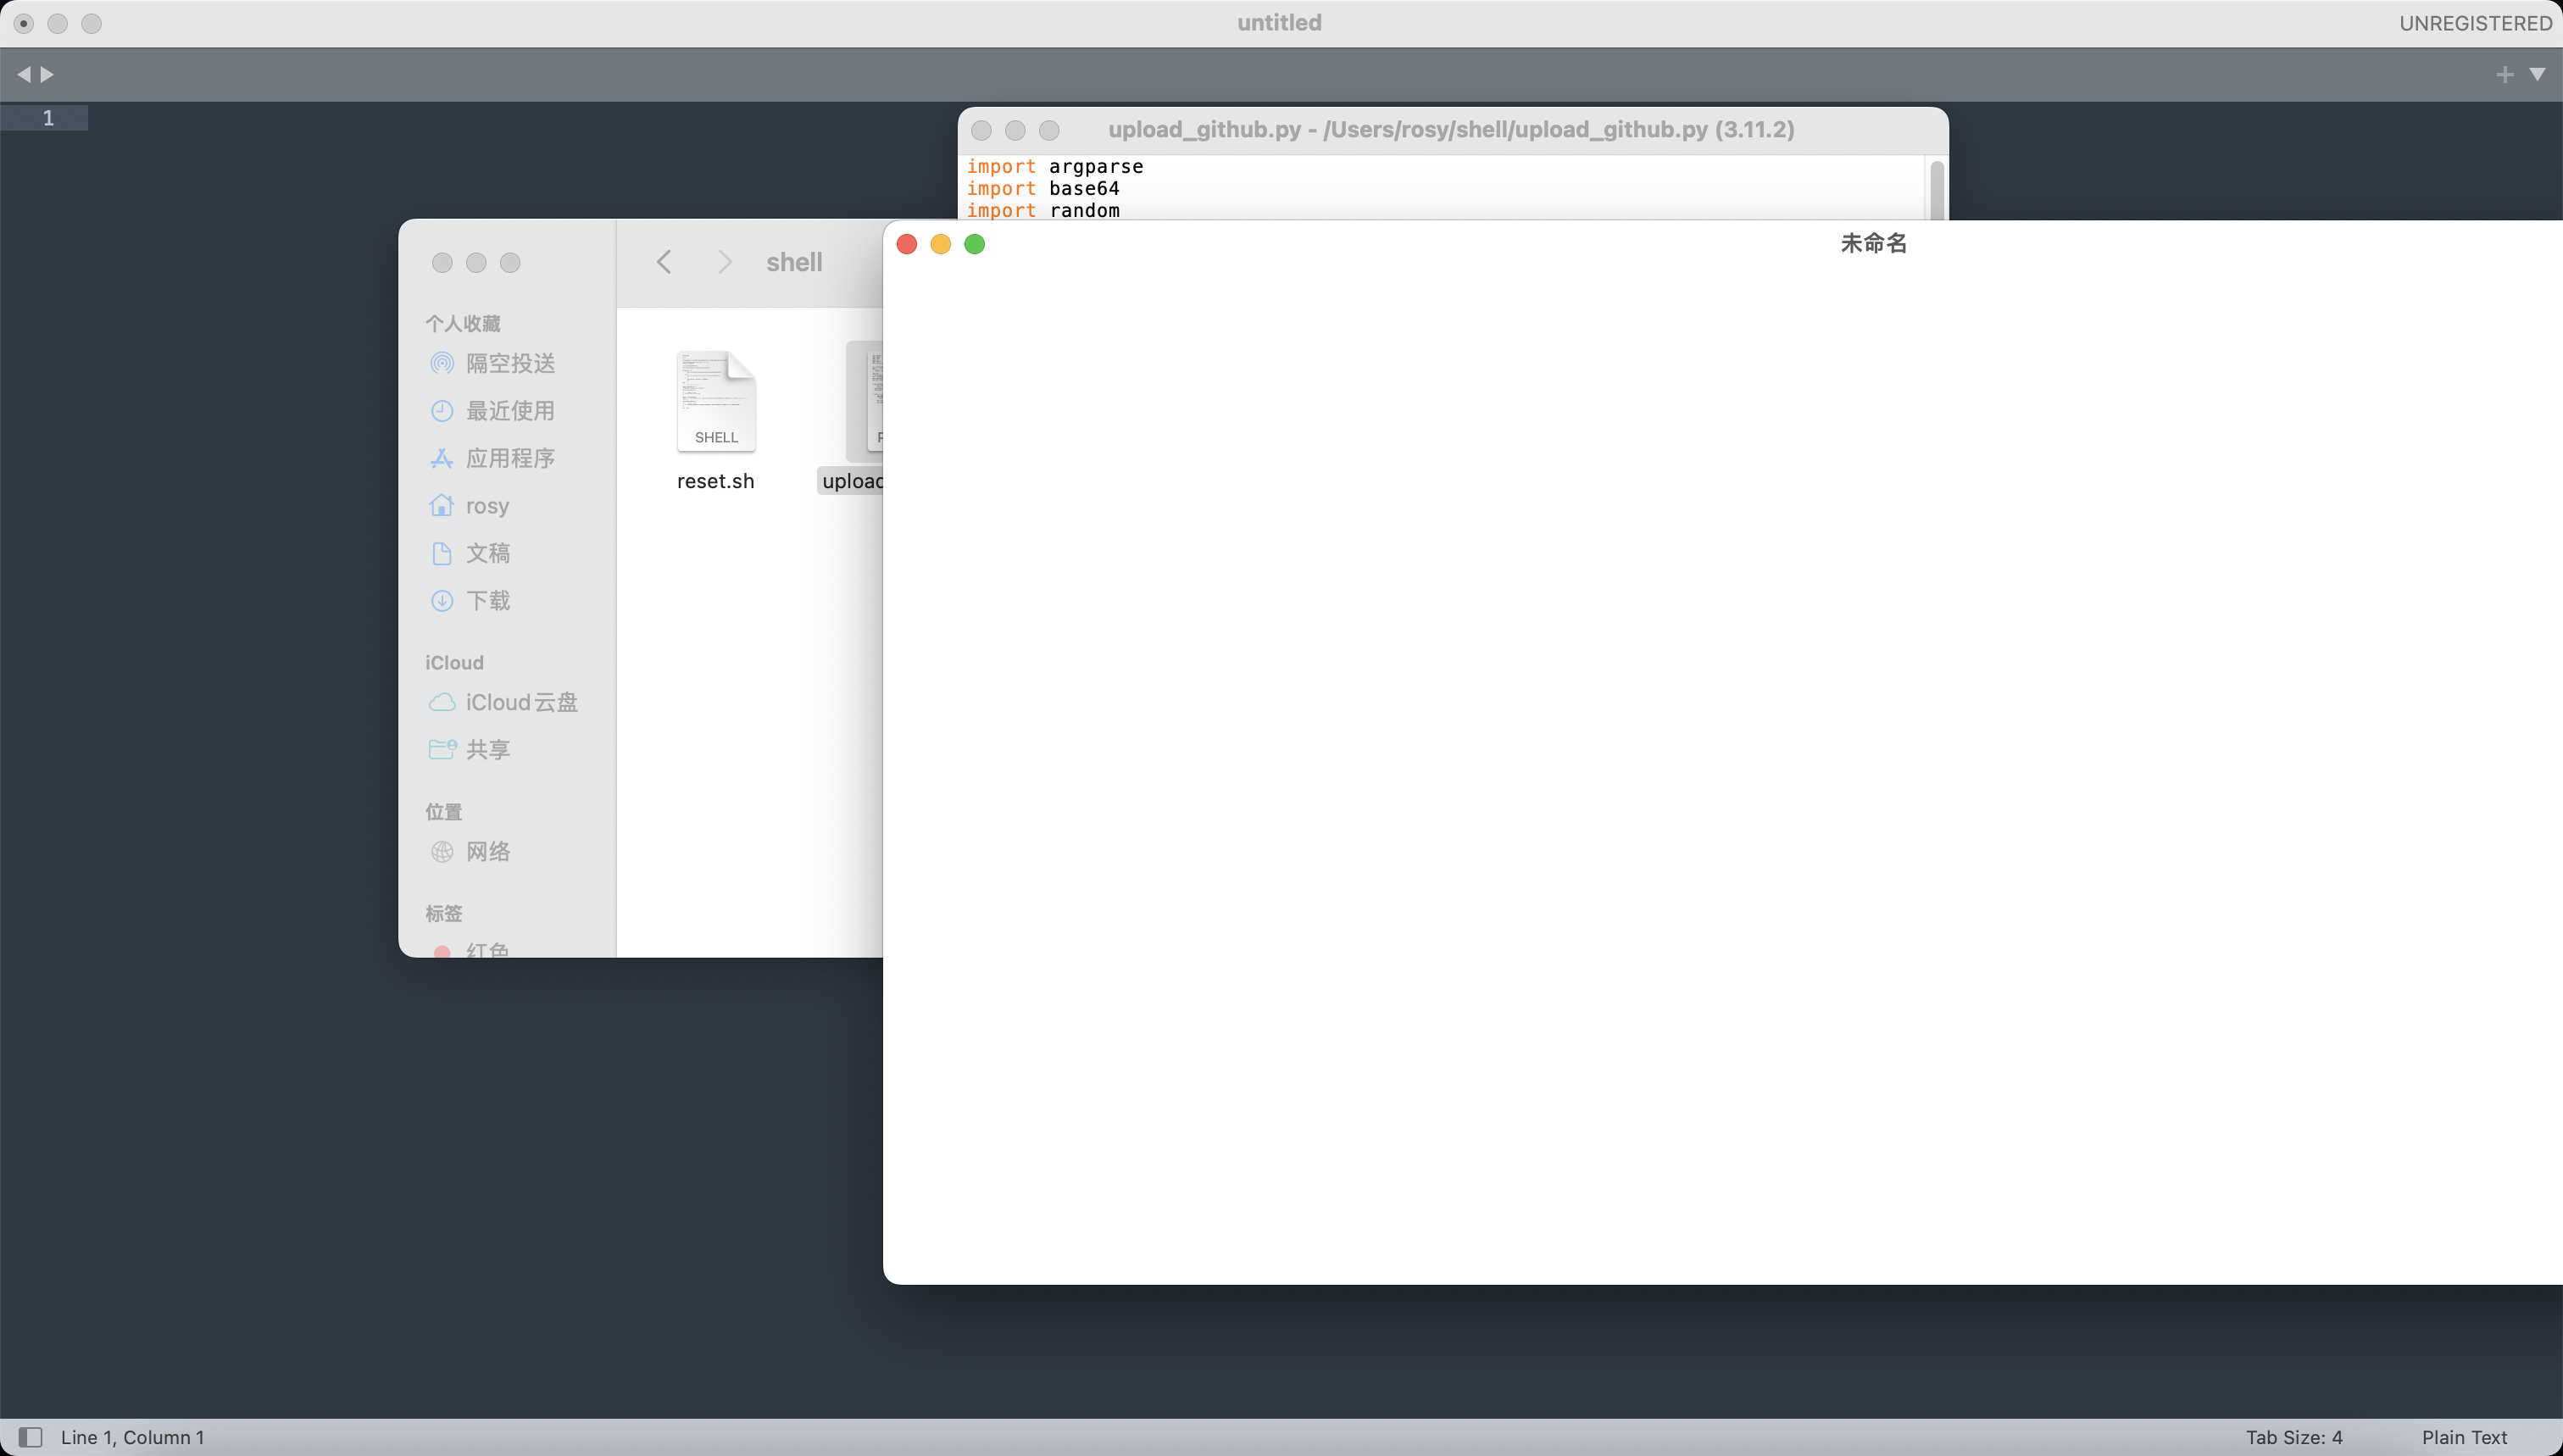 untitled
UNREGISTERED
1
upload_github.py - /Users/rosy/shell/upload_github.py (3.11.2)
import argparse
import base64
import random
未命名
shell
个人收藏
隔空投送
最近使用
应用程序
rosy
文稿
下载
iCloud
iCloud云盘
共享
位置
网络
标签
红色
SHELL
reset.sh
upload
Line 1, Column 1
Tab Size: 4
Plain Text